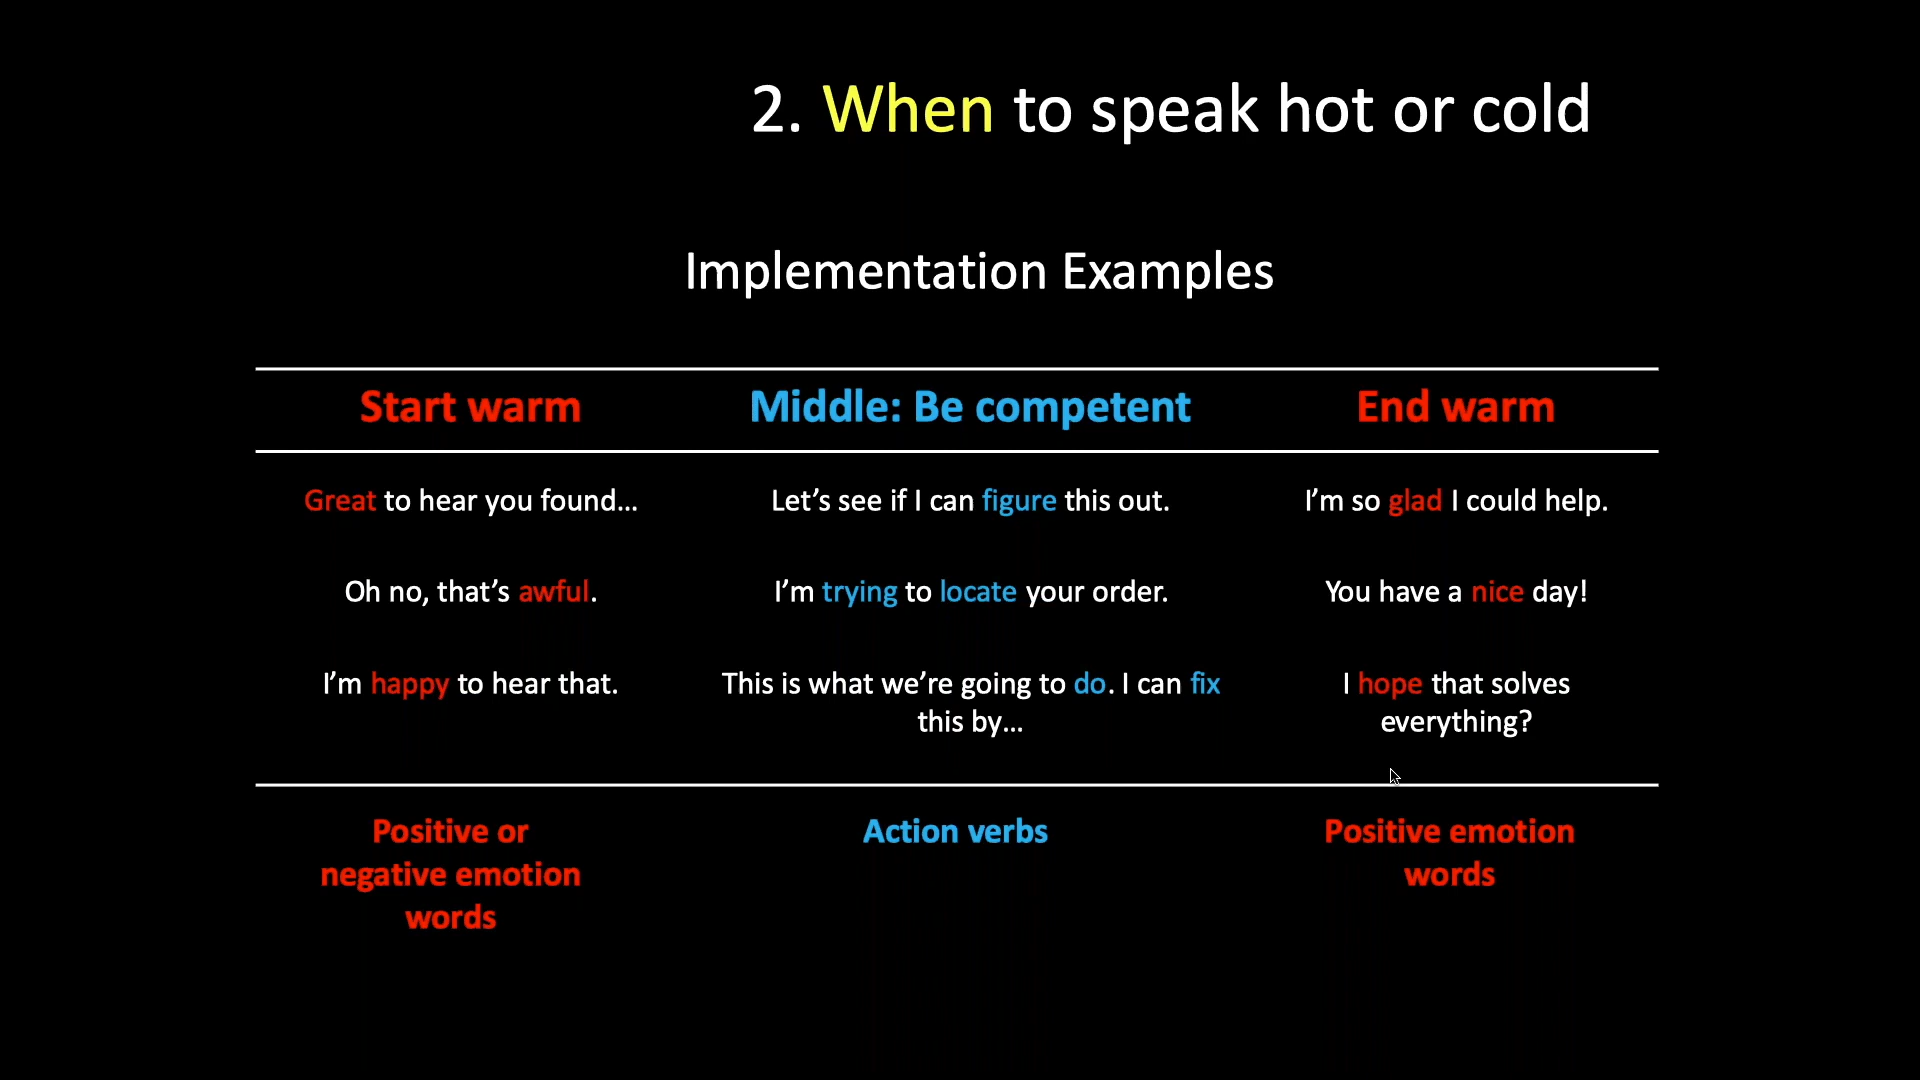 2. When to speak hot or cold
Implementation Examples
Start warm
Middle: Be competent
End warm
Great to hear you found...
Let’s see if I can figure this out.
I’m so glad I could help.
Oh no, that’s awful.
I’m trying to locate your order.
You have a nice day!
I’m happy to hear that.
This is what we’re going to do. I can fix
this by...
I hope that solves
everything?
Positive or
negative emotion
words
Action verbs
Positive emotion
words